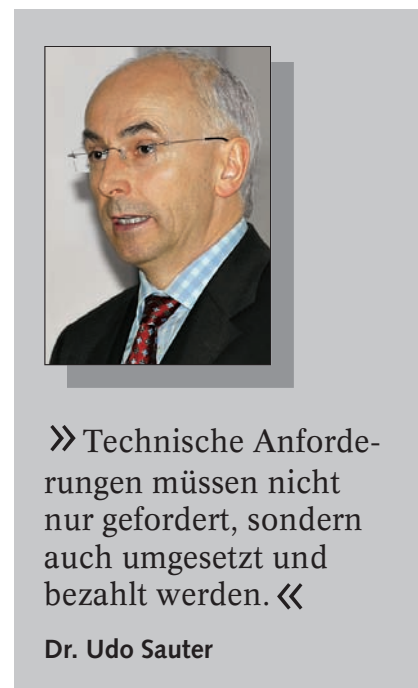 » Technische Anforde-
rungen müssen nicht
nur gefordert, sondern
auch umgesetzt und
bezahlt werden. «
Dr. Udo Sauter